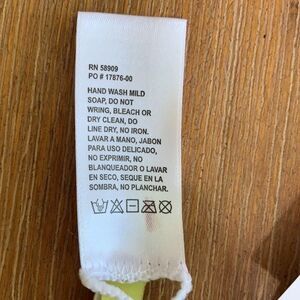 RN 58909
PO # 17876-00
HAND WASH MILD
SOAP, DO NOT
WRING, BLEACH OR
DRY CLEAN, DO
LINE DRY, NO IRON.
LAVAR A MANO, JABON
PARA USO DELICADO,
NO EXPRIMIR, NO
BLANQUEADOR O LAVAR
EN SECO, SEQUE EN LA
SOMBRA, NO PLANCHAR.